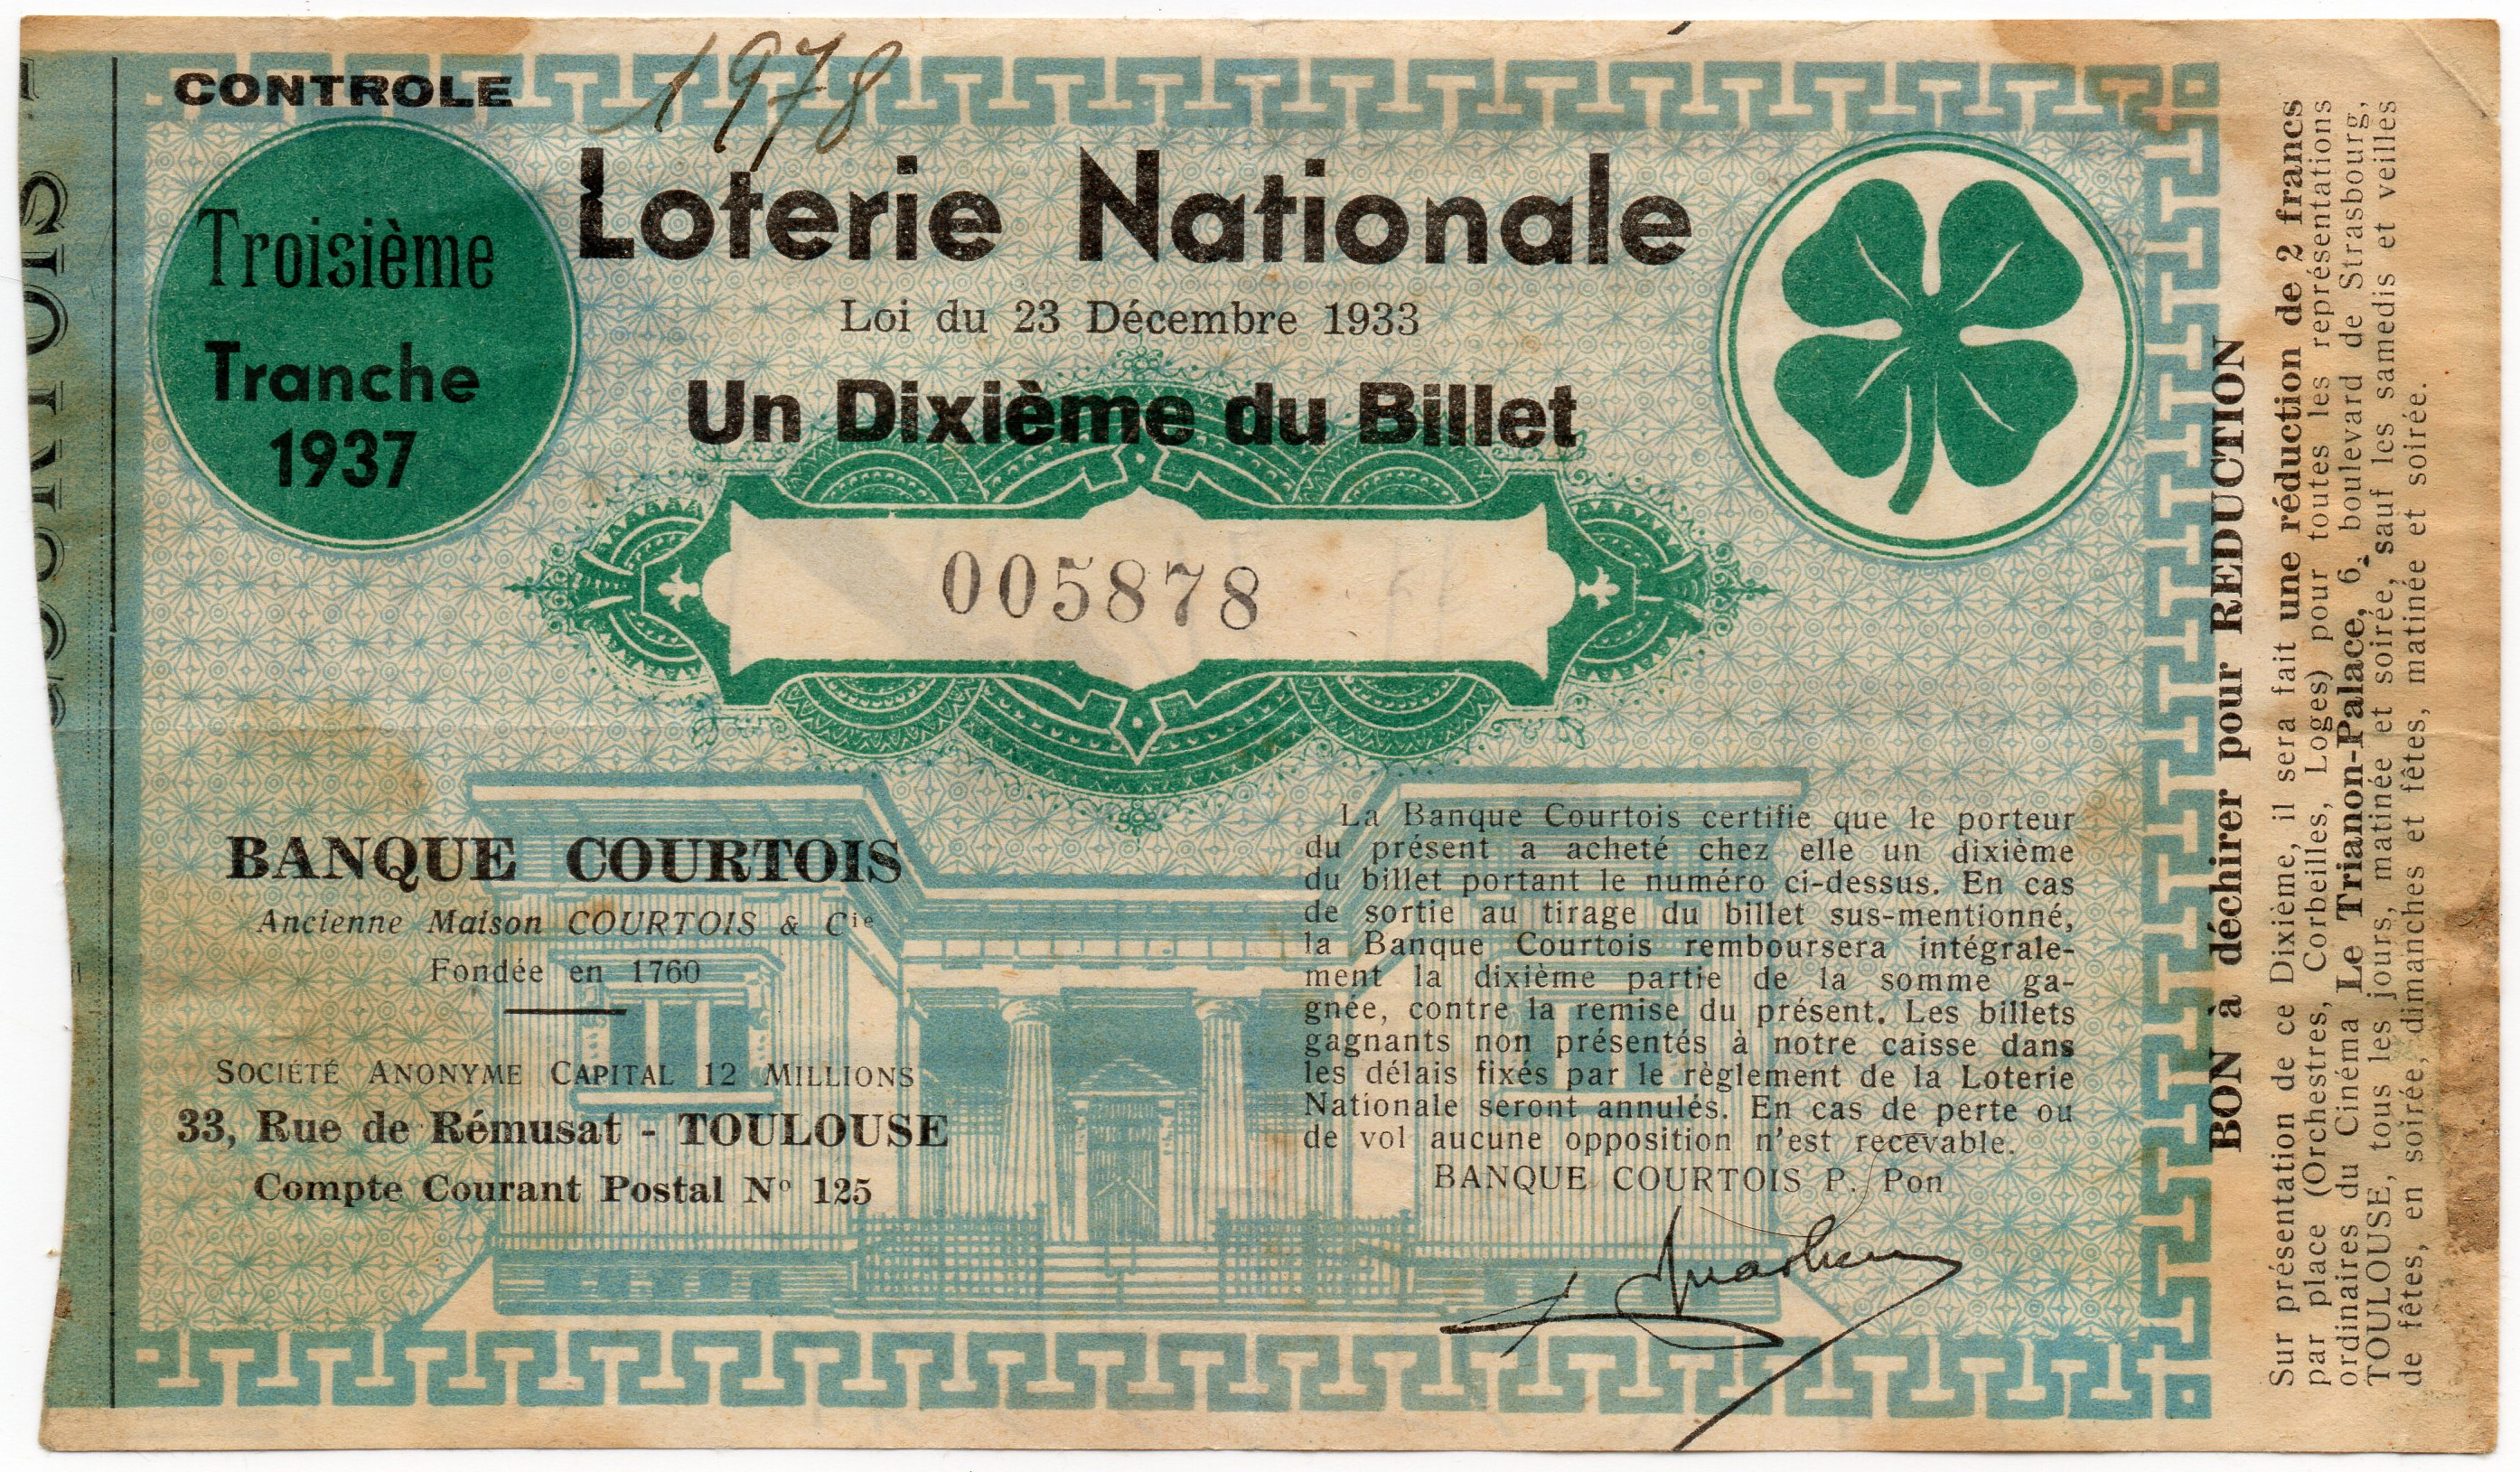 1978
CONTROLE
Troisième
Tranche
1937
Loterie Nationale
Loi du 23 Décembre 1933
Un Dixième du Billet
005878
BANQUE COURTOIS
Ancienne Maison COURTOIS & Cie
Fondée en 1760
SOCIÉTÉ ANONYME CAPITAL 12 MILLIONS
33, Rue de Rémusat - TOULOUSE
Compte Courant Postal No 125
La Banque Courtois certifie que le porteur
du présent a acheté chez elle un dixième
du billet portant le numéro ci-dessus. En cas
de sortie au tirage du billet sus-mentionné,
la Banque Courtois remboursera intégrale-
ment la dixième partie de la somme ga-
gnée, contre la remise du présent. Les billets
gagnants non présentés à notre caisse dans
les délais fixés par le règlement de la Loterie
Nationale seront annulés. En cas de perte ou
de vol aucune opposition n'est recevable.
BANQUE COURTOIS P. Pon
BON à déchirer pour REDUCTION
Sur présentation de ce Dixième, il sera fait une réduction de 2 francs
par place (Orchestres, Corbeilles, Loges) pour toutes les représentations
ordinaires du Cinéma Le Trianon-Palace, 6, boulevard de Strasbourg,
TOULOUSE, tous les jours, matinée et soirée, sauf les samedis et veilles
de fêtes, en soirée, dimanches et fêtes, matinée et soirée.